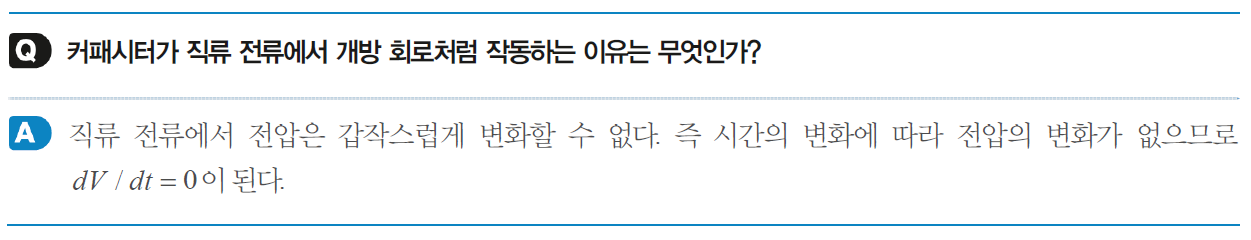 Q 커패시터가 직류 전류에서 개방 회로처럼 작동하는 이유는 무엇인가?
A 직류 전류에서 전압은 갑작스럽게 변화할 수 없다. 즉 시간의 변화에 따라 전압의 변화가 없으므로
dV / dt = 0이 된다.